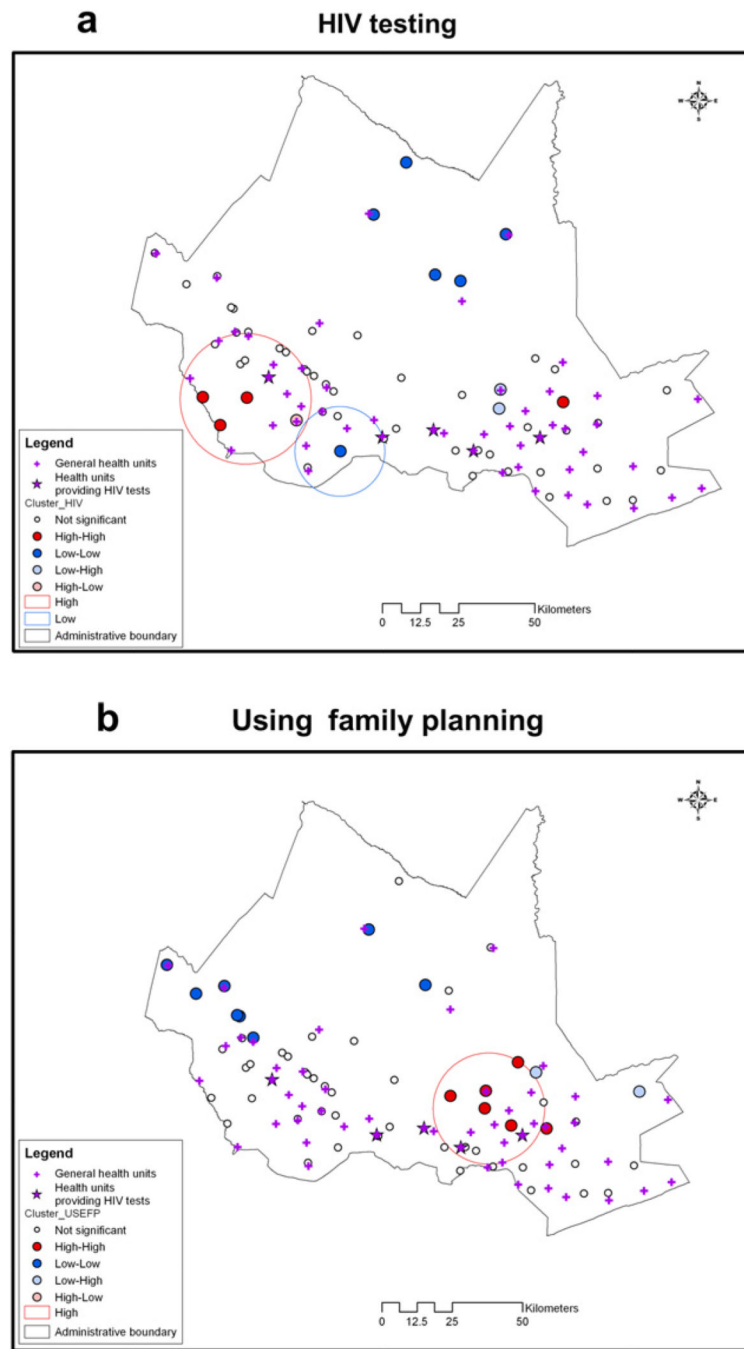 a
HIV testing
N
W E
S
Legend
General health units
Health units
providing HIV tests
Cluster_HIV
Not significant
High-High
Low-Low
Low-High
High-Low
High
Low
Administrative boundary
Kilometers
0 12.5 25 50
b
Using family planning
N
W E
S
Legend
General health units
Health units
providing HIV tests
Cluster_USEFP
Not significant
High-High
Low-Low
Low-High
High-Low
High
Administrative boundary
Kilometers
0 12.5 25 50